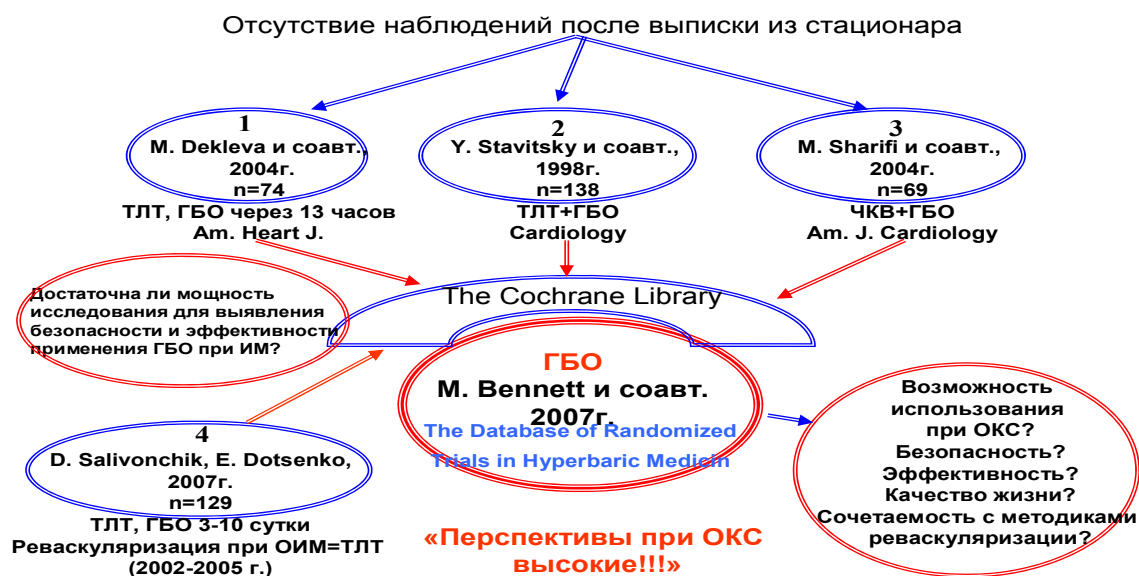 Отсутствие наблюдений после выписки из стационара
1
M. Dekleva и соавт.,
2004г.
n=74
ТЛТ, ГБО через 13 часов
Am. Heart J.
2
Y. Stavitsky и соавт.,
1998г.
n=138
ТЛТ+ГБО
Cardiology
3
M. Sharifi и соавт.,
2004г.
n=69
ЧКВ+ГБО
Am. J. Cardiology
Достаточна ли мощность
исследования для выявления
безопасности и эффективности
применения ГБО при ИМ?
The Cochrane Library
ГБО
M. Bennett и соавт.
2007г.
The Database of Randomized
Trials in Hyperbaric Medicin
Возможность
использования
при ОКС?
Безопасность?
Эффективность?
Качество жизни?
Сочетаемость с методиками
реваскуляризации?
4
D. Salivonchik, E. Dotsenko,
2007г.
n=129
ТЛТ, ГБО 3-10 сутки
Реваскуляризация при ОИМ=ТЛТ
(2002-2005 г.)
«Перспективы при ОКС
высокие!!!»